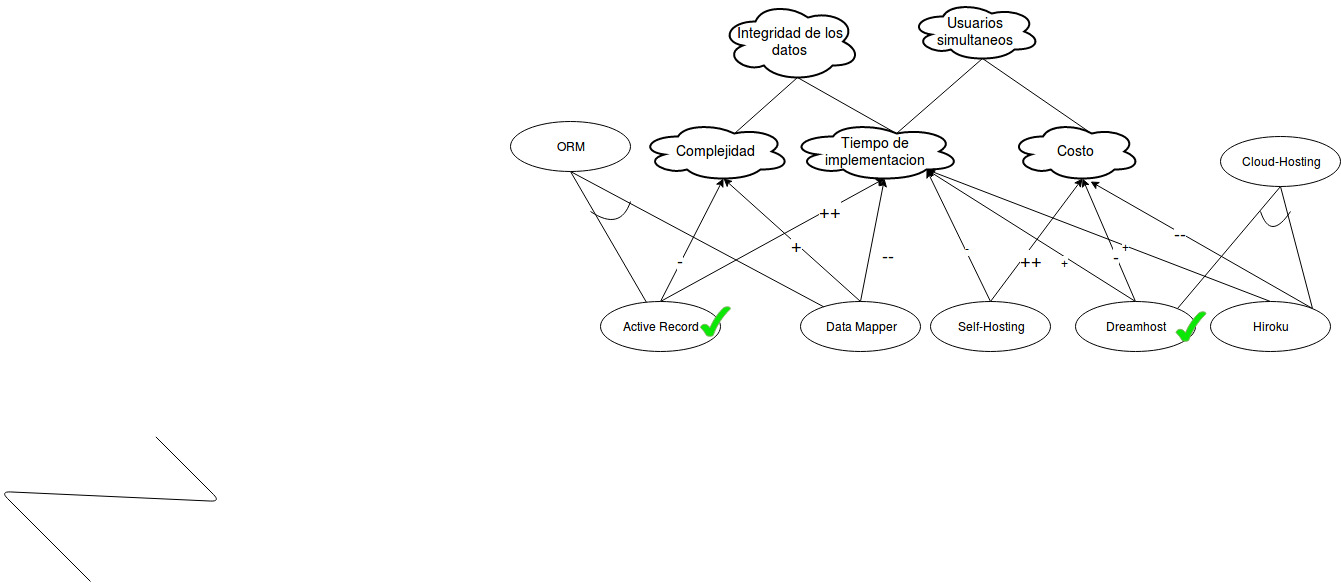 Integridad de los
datos
Usuarios
simultaneos
ORM
Complejidad
Tiempo de
implementacion
Costo
Cloud-Hosting
++
--
+
+
--
-
-
++
+
-
Active Record
Data Mapper
Self-Hosting
Dreamhost
Hiroku